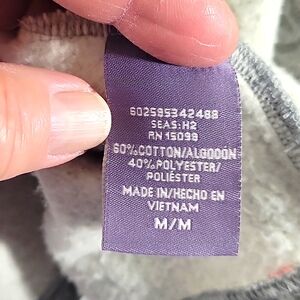 602595342488
SEAS:H2
RN 15099
60%COTTON/ALGODÓN
40%POLYESTER/
POLIÉSTER
MADE IN/HECHO EN
VIETNAM
M/M